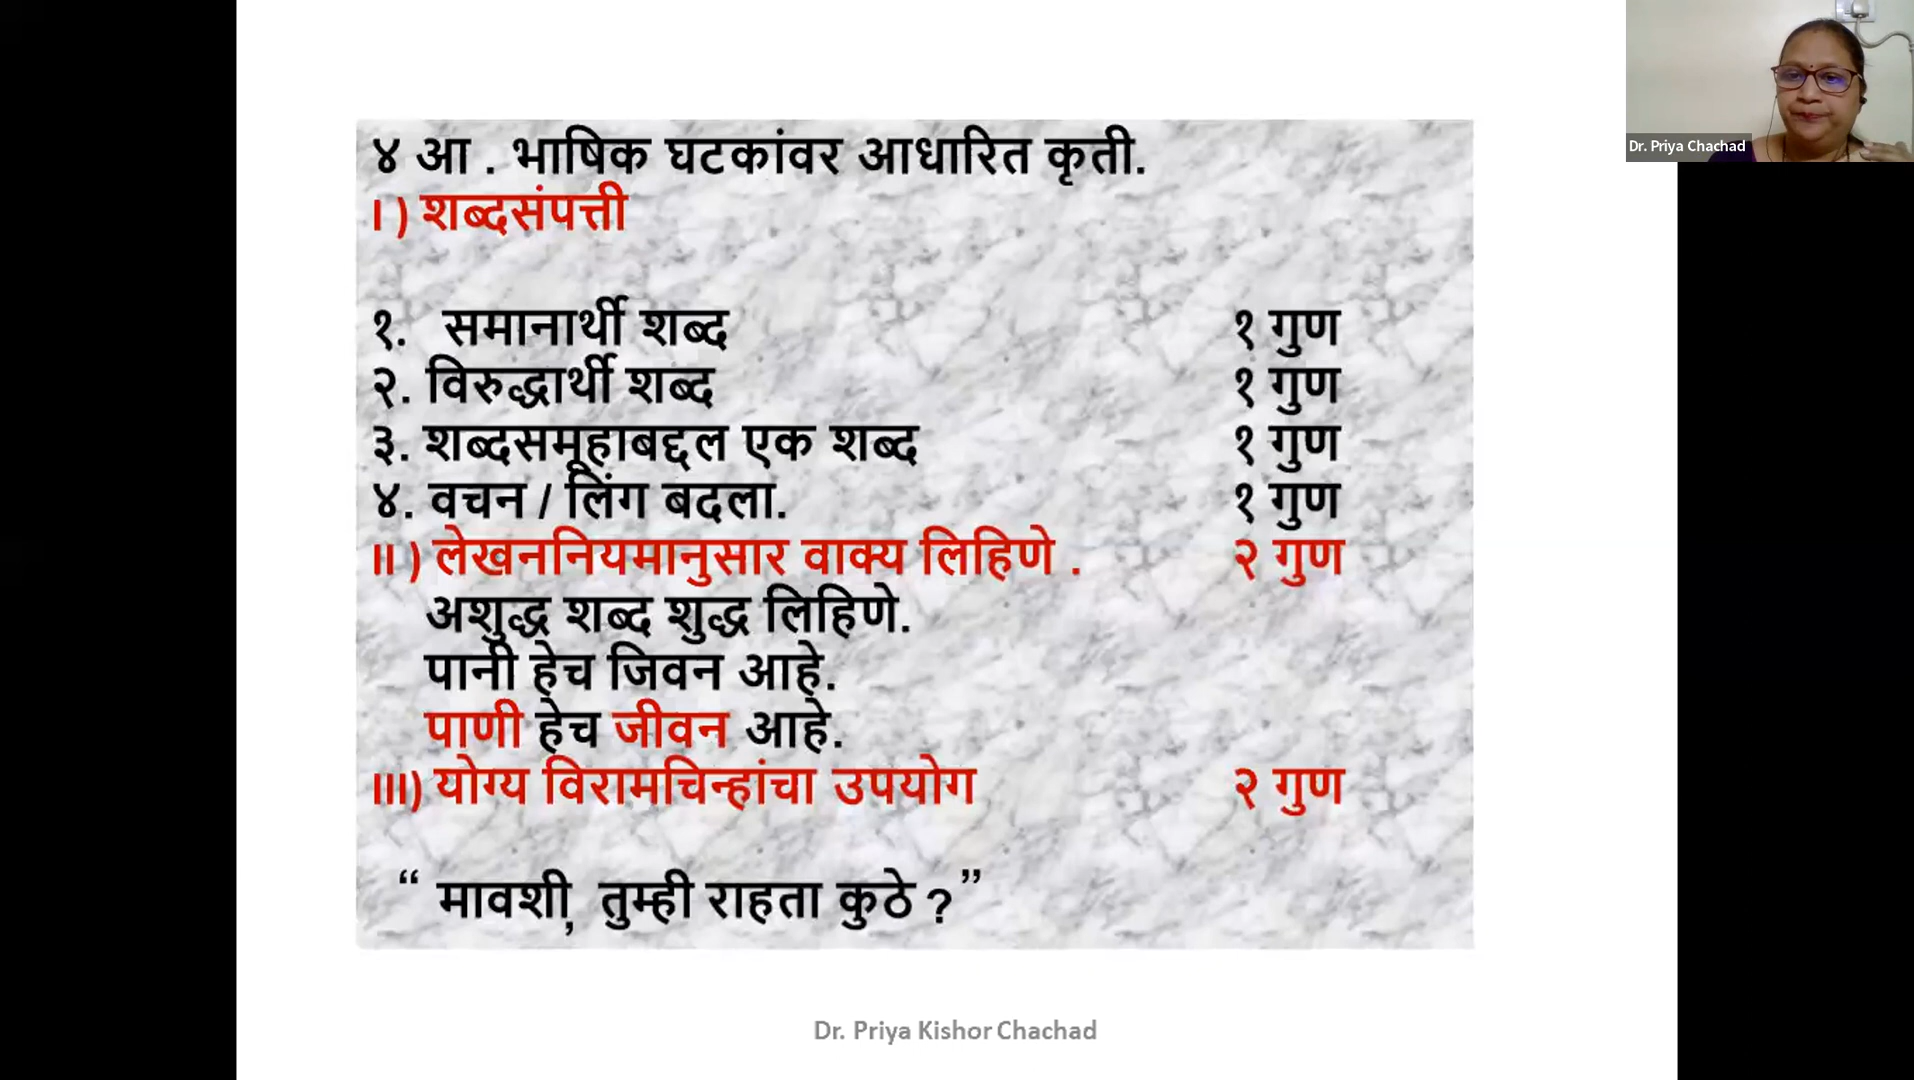 ४ आ . भाषिक घटकांवर आधारित कृती.
I ) शब्दसंपत्ती
१. समानार्थी शब्द १ गुण
२. विरुद्धार्थी शब्द १ गुण
३. शब्दसमूहाबद्दल एक शब्द १ गुण
४. वचन / लिंग बदला. १ गुण
II ) लेखननियमानुसार वाक्य लिहिणे . २ गुण
अशुद्ध शब्द शुद्ध लिहिणे.
पानी हेच जिवन आहे.
पाणी हेच जीवन आहे.
III) योग्य विरामचिन्हांचा उपयोग २ गुण
“ मावशी, तुम्ही राहता कुठे ? ”
Dr. Priya Kishor Chachad
Dr. Priya Chachad